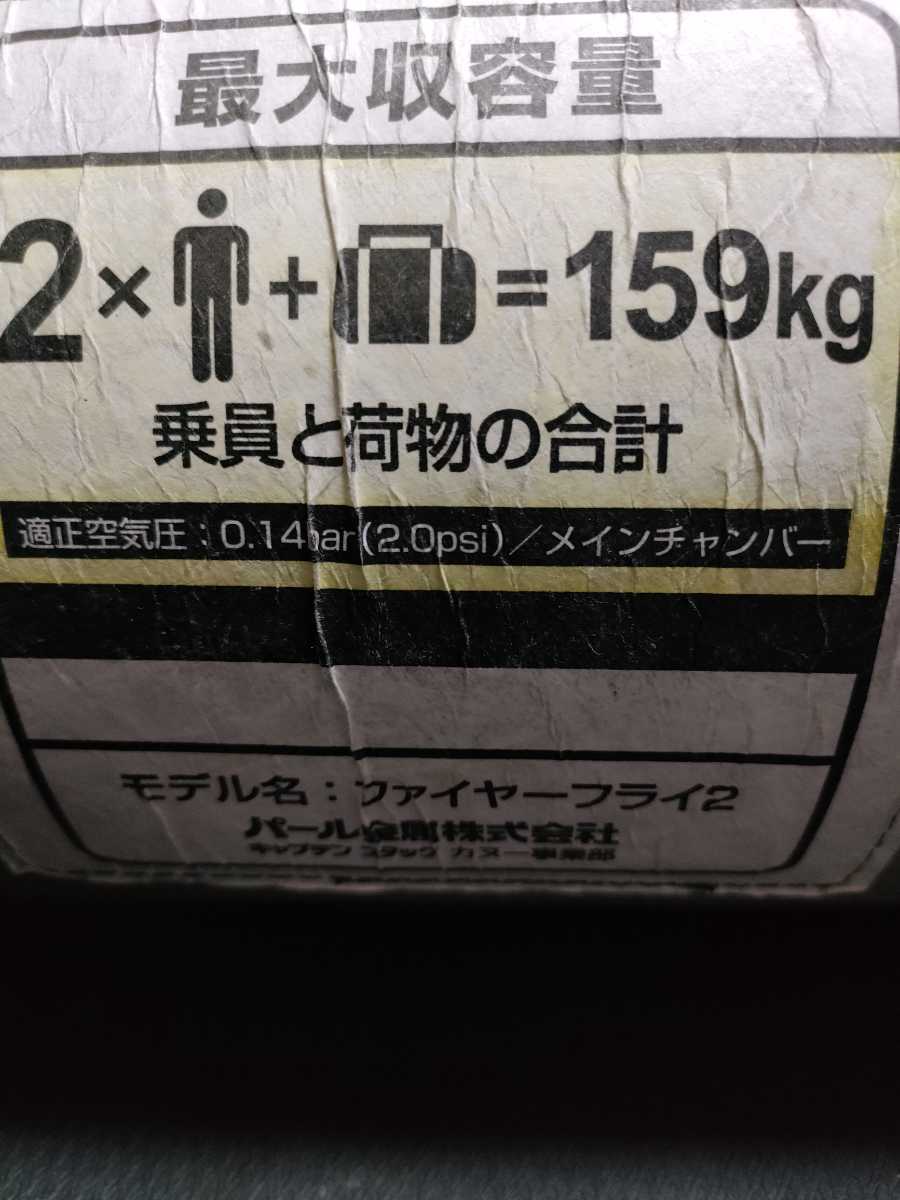 最大収容量
2× + =159kg
乗員と荷物の合計
適正空気圧：0.14bar(2.0psi)／メインチャンバー
モデル名：ファイヤーフライ2
パール金属株式会社
キャプテン スタッグ カヌー事業部